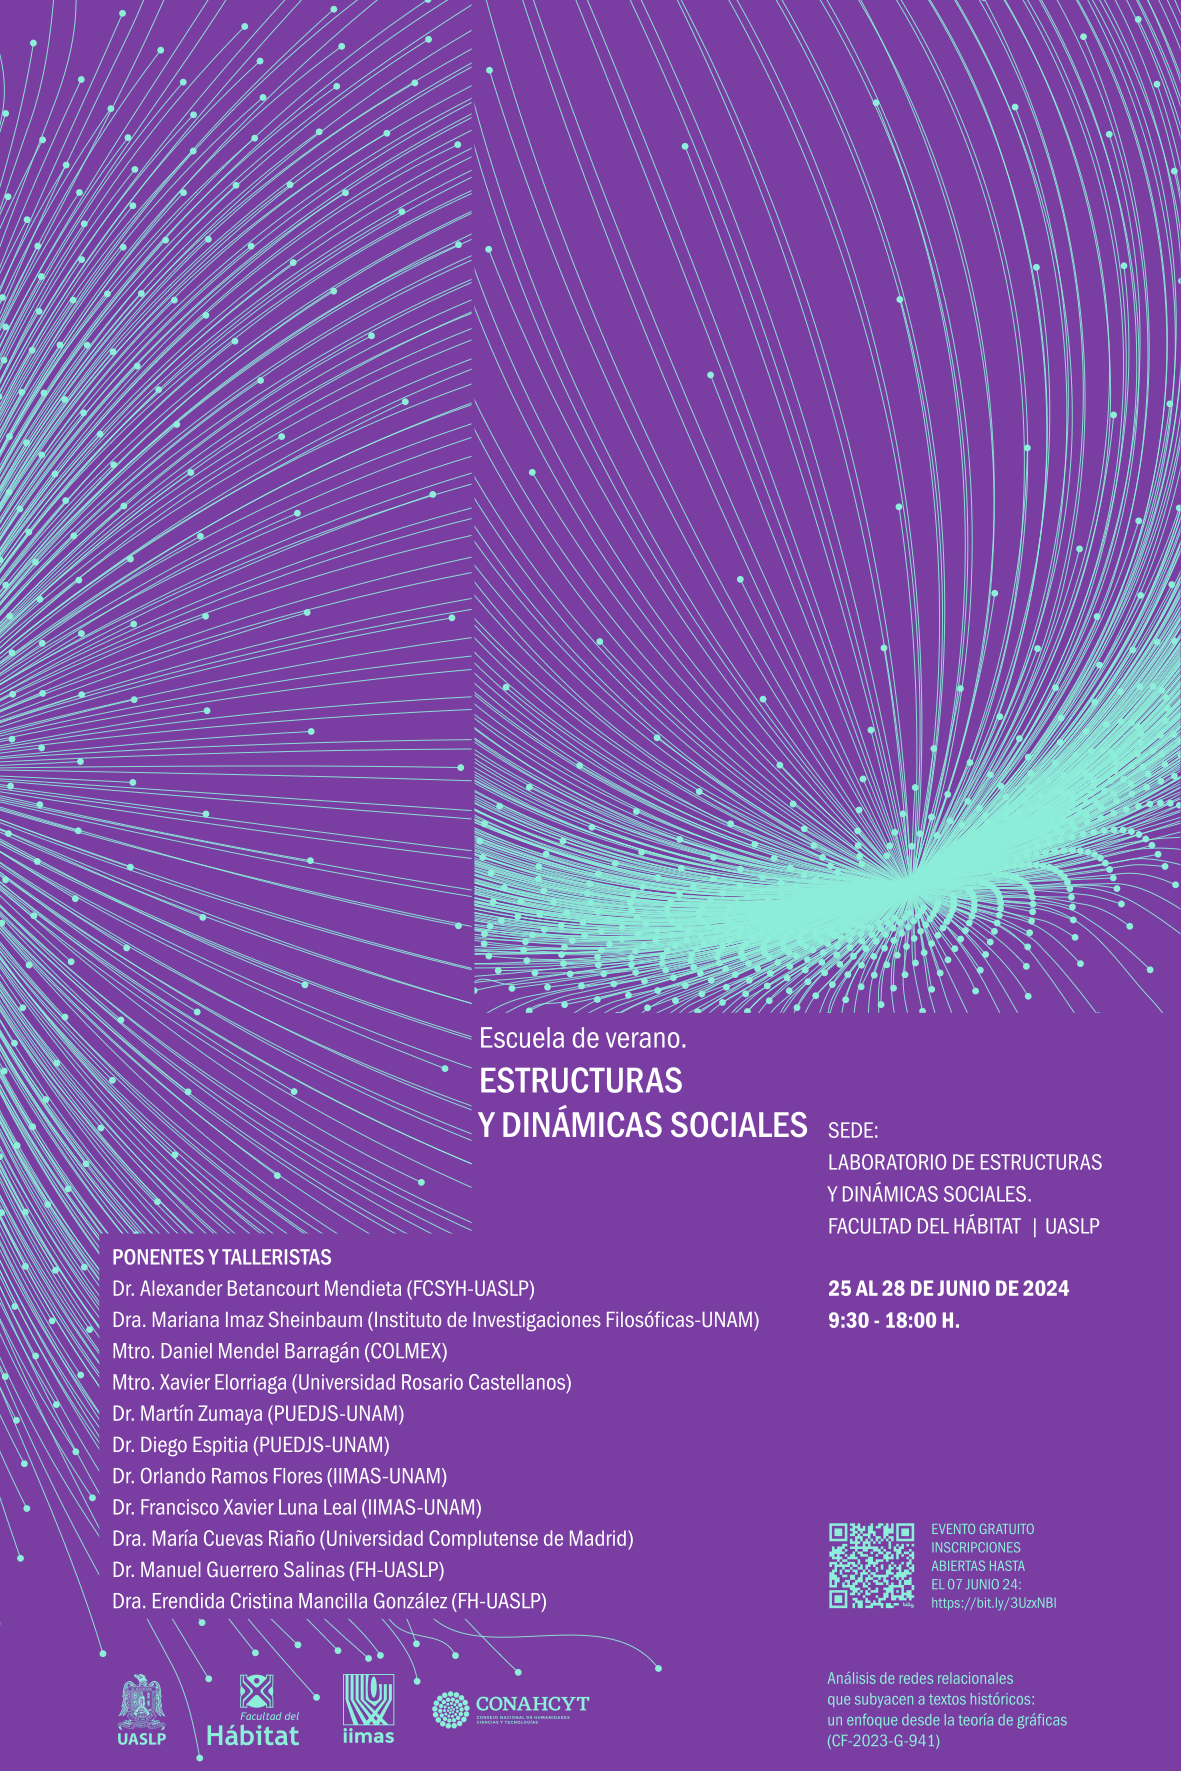 Escuela de verano.
ESTRUCTURAS
Y DINÁMICAS SOCIALES
SEDE:
LABORATORIO DE ESTRUCTURAS
Y DINÁMICAS SOCIALES.
FACULTAD DEL HÁBITAT | UASLP
25 AL 28 DE JUNIO DE 2024
9:30 - 18:00 H.
PONENTES Y TALLERISTAS
Dr. Alexander Betancourt Mendieta (FCSYH-UASLP)
Dra. Mariana Imaz Sheinbaum (Instituto de Investigaciones Filosóficas-UNAM)
Mtro. Daniel Mendel Barragán (COLMEX)
Mtro. Xavier Elorriaga (Universidad Rosario Castellanos)
Dr. Martín Zumaya (PUEDJS-UNAM)
Dr. Diego Espitia (PUEDJS-UNAM)
Dr. Orlando Ramos Flores (IIMAS-UNAM)
Dr. Francisco Xavier Luna Leal (IIMAS-UNAM)
Dra. María Cuevas Riaño (Universidad Complutense de Madrid)
Dr. Manuel Guerrero Salinas (FH-UASLP)
Dra. Erendida Cristina Mancilla González (FH-UASLP)
EVENTO GRATUITO
INSCRIPCIONES
ABIERTAS HASTA
EL 07 JUNIO 24:
https://bit.ly/3UzxNBl
UASLP
Facultad del
Hábitat
iimas
CONAHCYT
CONSEJO NACIONAL DE HUMANIDADES
CIENCIAS Y TECNOLOGÍAS
Análisis de redes relacionales
que subyacen a textos históricos:
un enfoque desde la teoría de gráficas
(CF-2023-G-941)